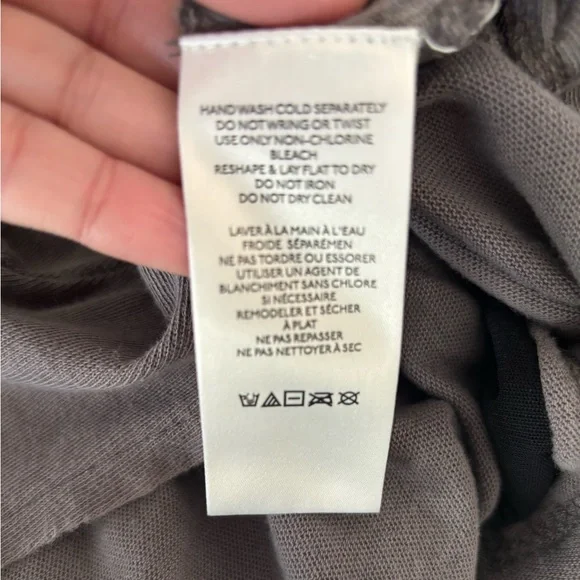 HAND WASH COLD SEPARATELY
DO NOT WRING OR TWIST
USE ONLY NON-CHLORINE
BLEACH
RESHAPE & LAY FLAT TO DRY
DO NOT IRON
DO NOT DRY CLEAN
LAVER À LA MAIN À L'EAU
FROIDE SÉPARÉMEN
NE PAS TORDRE OU ESSORER
UTILISER UN AGENT DE
BLANCHIMENT SANS CHLORE
SI NÉCESSAIRE
REMODELER ET SÉCHER
À PLAT
NE PAS REPASSER
NE PAS NETTOYER À SEC